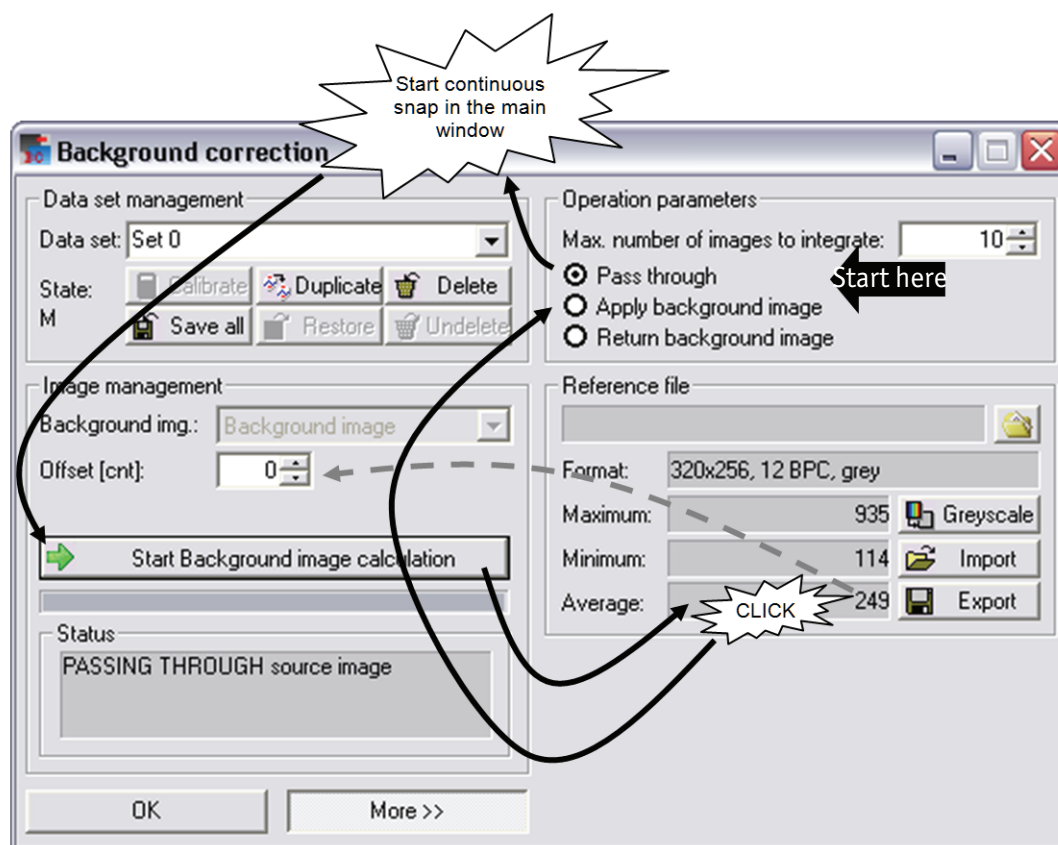 Start continuous
snap in the main
window
Background correction
Data set management
Data set: Set 0
State:
M
Calibrate
Duplicate
Delete
Save all
Restore
Undelete
Operation parameters
Max. number of images to integrate: 10
Pass through
Start here
Apply background image
Return background image
Image management
Background img.: Background image
Offset [cnt]: 0
Start Background image calculation
Status
PASSING THROUGH source image
Reference file
Format: 320x256, 12 BPC, grey
Maximum: 935 Greyscale
Minimum: 114 Import
Average: 249 Export
CLICK
OK
More >>